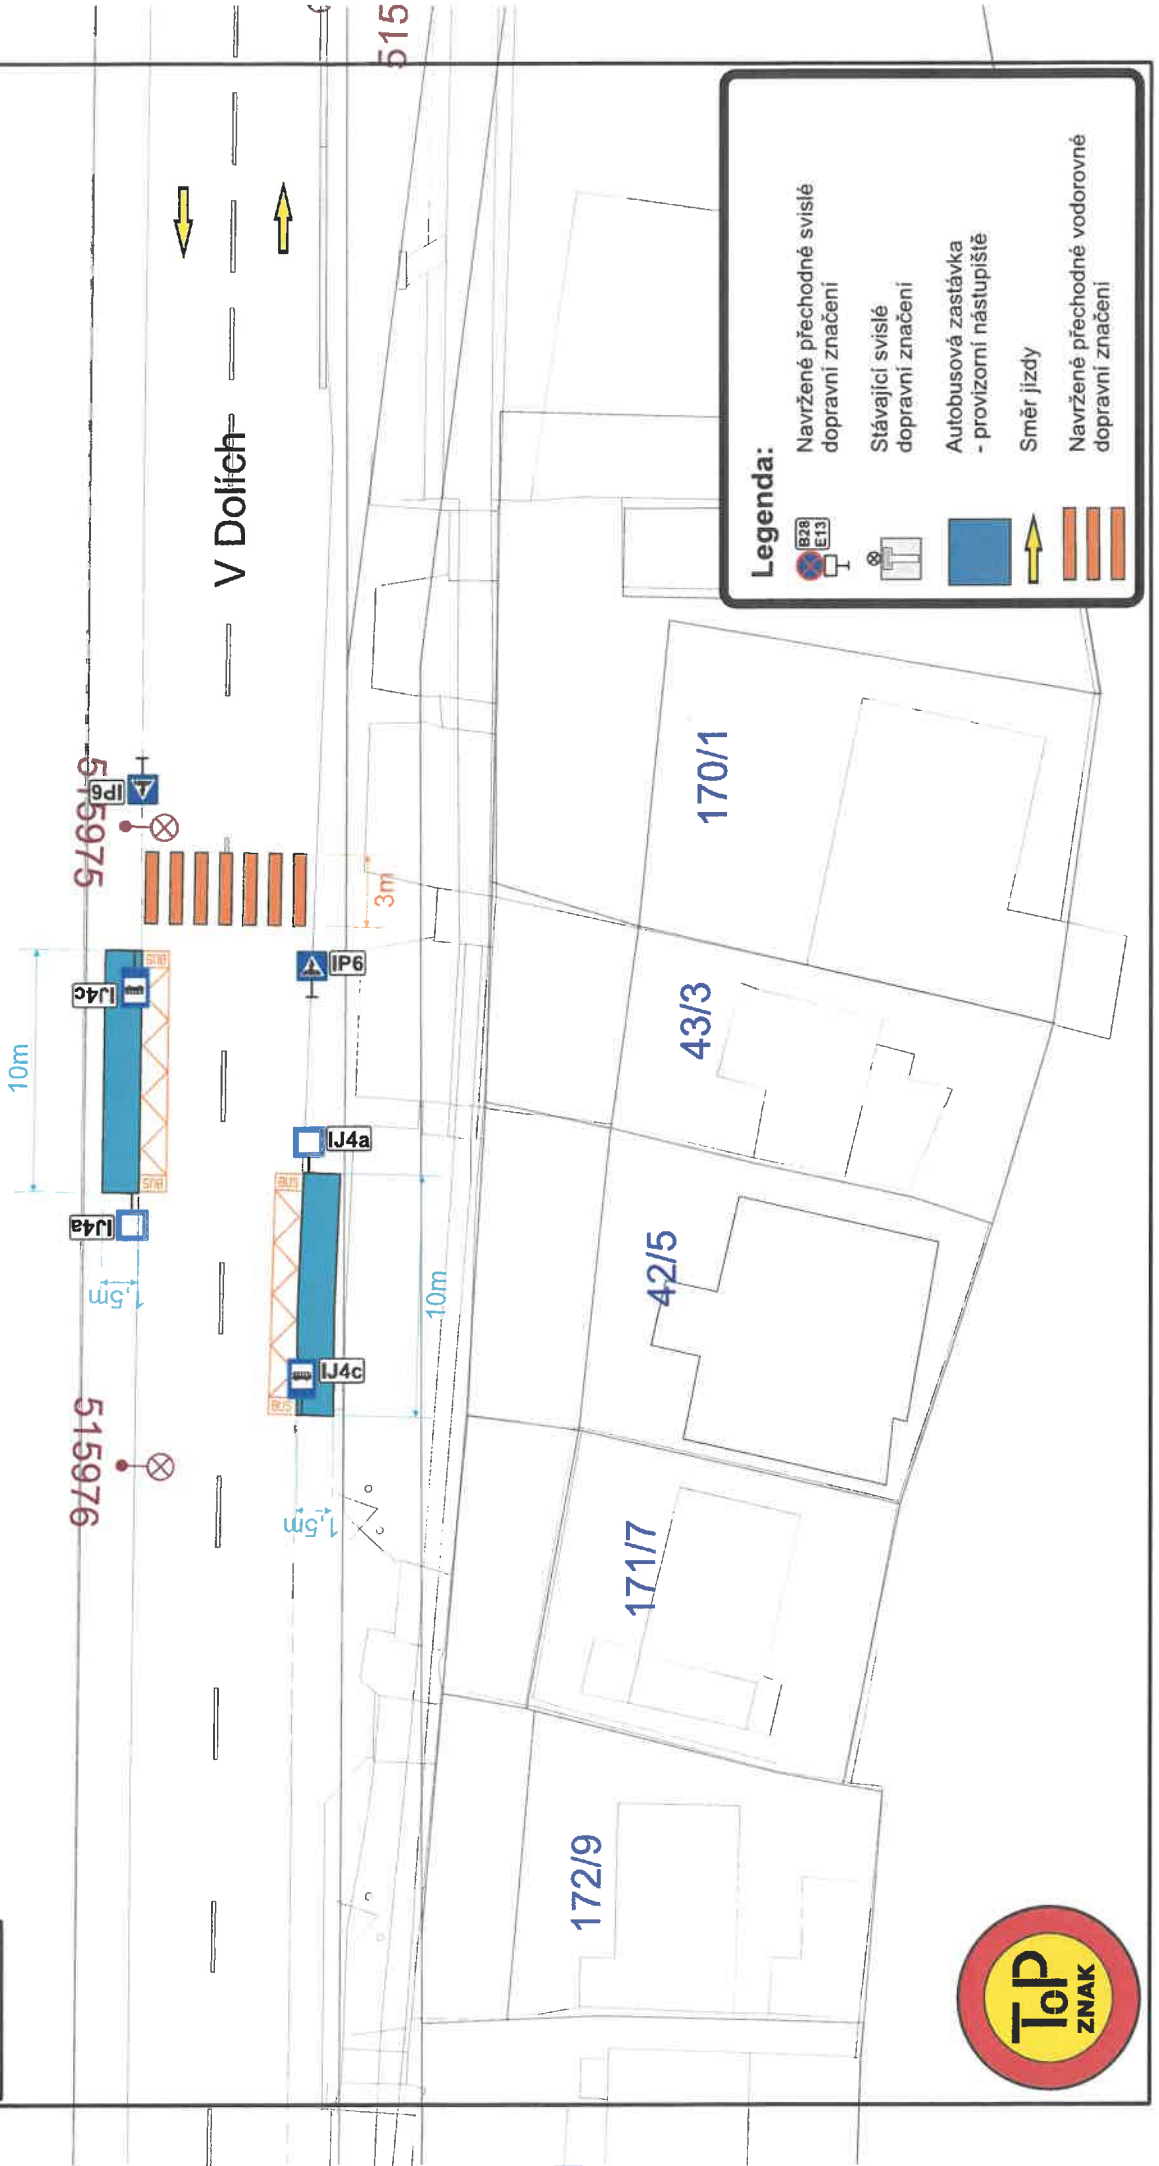 515976
515975
515
1,5m
IJ4a
10m
IJ4c
IP6
BUS
BUS
V Dolích
BUS
BUS
1,5m
IJ4c
10m
IJ4a
IP6
3m
172/9
171/7
42/5
43/3
170/1
Legenda:
B28
E13
Navržené přechodné svislé
dopravní značení
Stávající svislé
dopravní značení
Autobusová zastávka
- provizorní nástupiště
Směr jízdy
Navržené přechodné vodorovné
dopravní značení
ToP
ZNAK